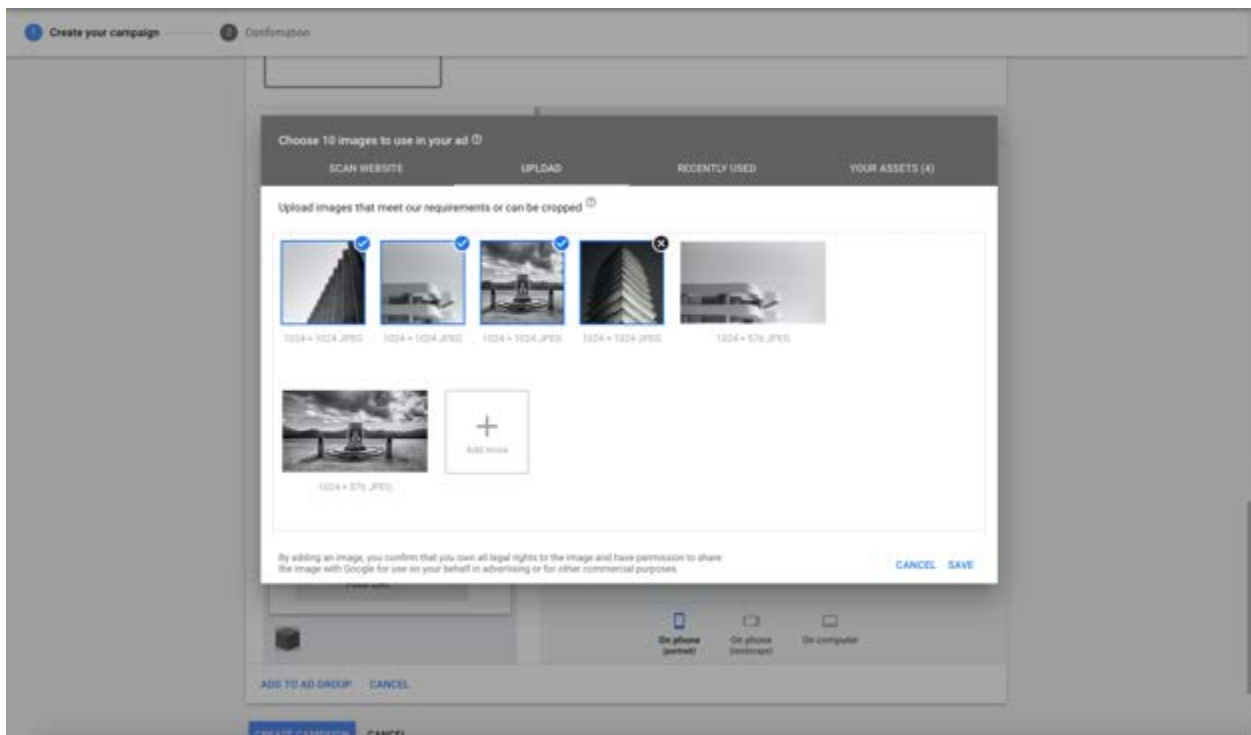 1 Create your campaign 2 Confirmation
Choose 10 images to use in your ad
SCAN WEBSITE UPLOAD RECENTLY USED YOUR ASSETS (4)
Upload images that meet our requirements or can be cropped
1024 × 1024 JPEG 1024 × 1024 JPEG 1024 × 1024 JPEG 1024 × 1024 JPEG 1024 × 576 JPEG
Add more
1024 × 576 JPEG
By adding an image, you confirm that you own all legal rights to the image and have permission to share
the image with Google for use on your behalf in advertising or for other commercial purposes.
CANCEL SAVE
On phone On phone On computer
(portrait) (landscape)
ADD TO AD GROUP CANCEL
CREATE CAMPAIGN CANCEL